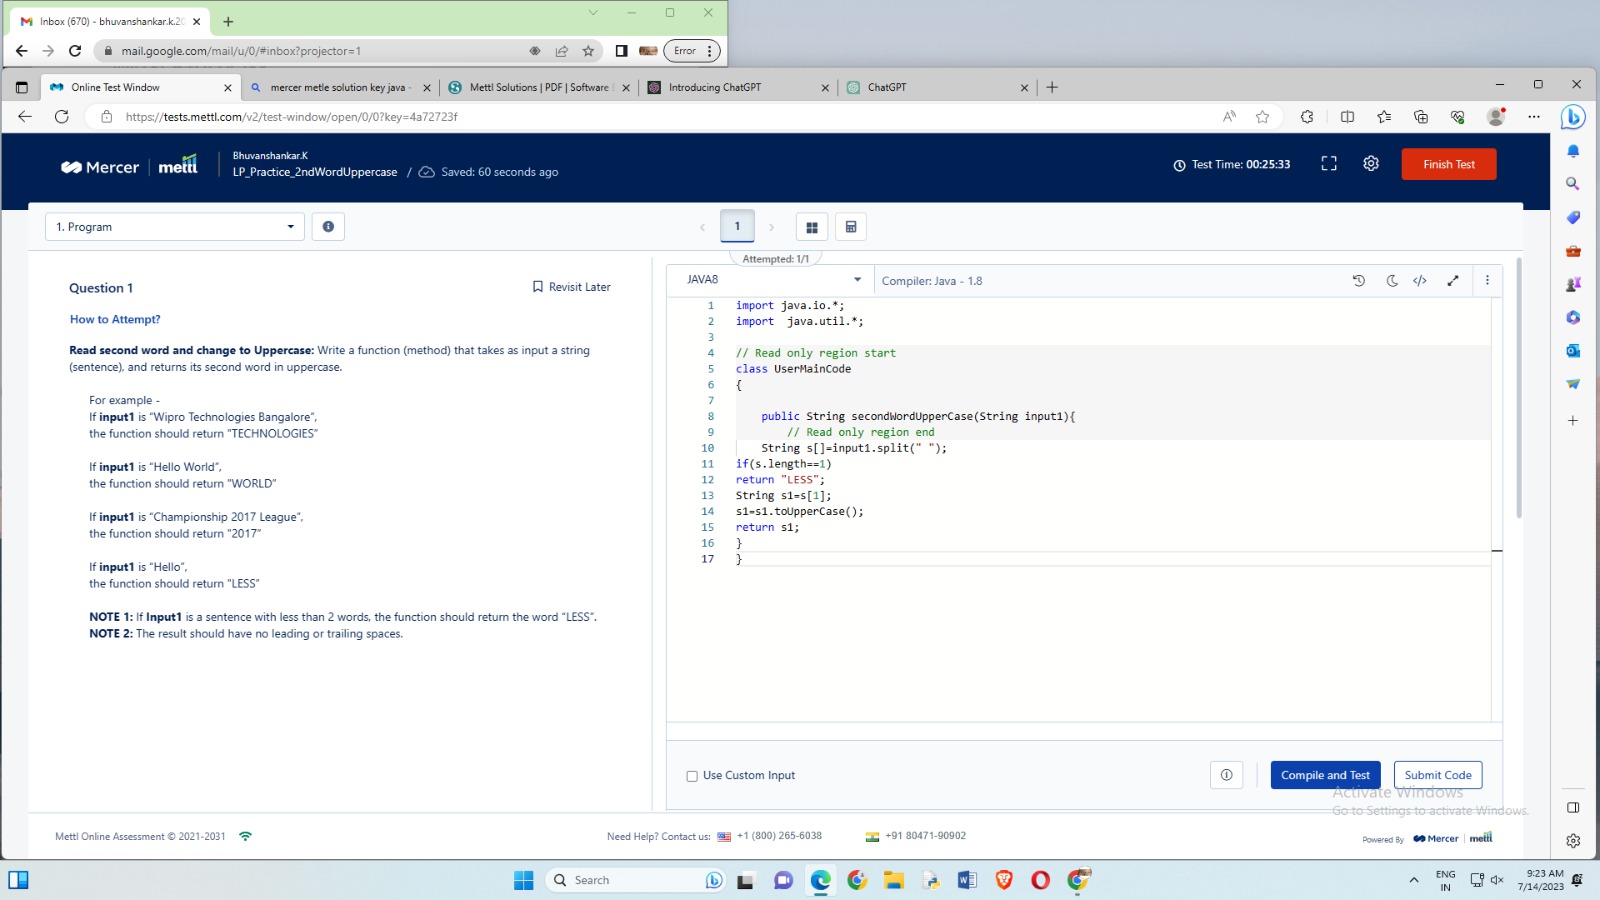 Inbox (670) - bhuvanshankar.k.20
mail.google.com/mail/u/0/#inbox?projector=1
Error
Online Test Window
mercer metle solution key java -
Mettl Solutions | PDF | Software
Introducing ChatGPT
ChatGPT
https://tests.mettl.com/v2/test-window/open/0/0?key=4a72723f
Mercer | mettl
Bhuvanshankar.K
LP_Practice_2ndWordUppercase / Saved: 60 seconds ago
Test Time: 00:25:33
Finish Test
1. Program
1
Attempted: 1/1
Question 1
Revisit Later
How to Attempt?
Read second word and change to Uppercase: Write a function (method) that takes as input a string
(sentence), and returns its second word in uppercase.
For example -
If input1 is “Wipro Technologies Bangalore”,
the function should return “TECHNOLOGIES”
If input1 is “Hello World”,
the function should return “WORLD”
If input1 is “Championship 2017 League”,
the function should return “2017”
If input1 is “Hello”,
the function should return “LESS”
NOTE 1: If Input1 is a sentence with less than 2 words, the function should return the word “LESS”.
NOTE 2: The result should have no leading or trailing spaces.
JAVA8
Compiler: Java - 1.8
1 import java.io.*;
2 import  java.util.*;
3
4 // Read only region start
5 class UserMainCode
6 {
7
8     public String secondWordUpperCase(String input1){
9         // Read only region end
10     String s[]=input1.split(" ");
11 if(s.length==1)
12 return "LESS";
13 String s1=s[1];
14 s1=s1.toUpperCase();
15 return s1;
16 }
17 }
Use Custom Input
Compile and Test
Submit Code
Activate Windows
Go to Settings to activate Windows.
Mettl Online Assessment © 2021-2031
Need Help? Contact us: +1 (800) 265-6038
+91 80471-90902
Powered By Mercer | mettl
Search
ENG
IN
9:23 AM
7/14/2023